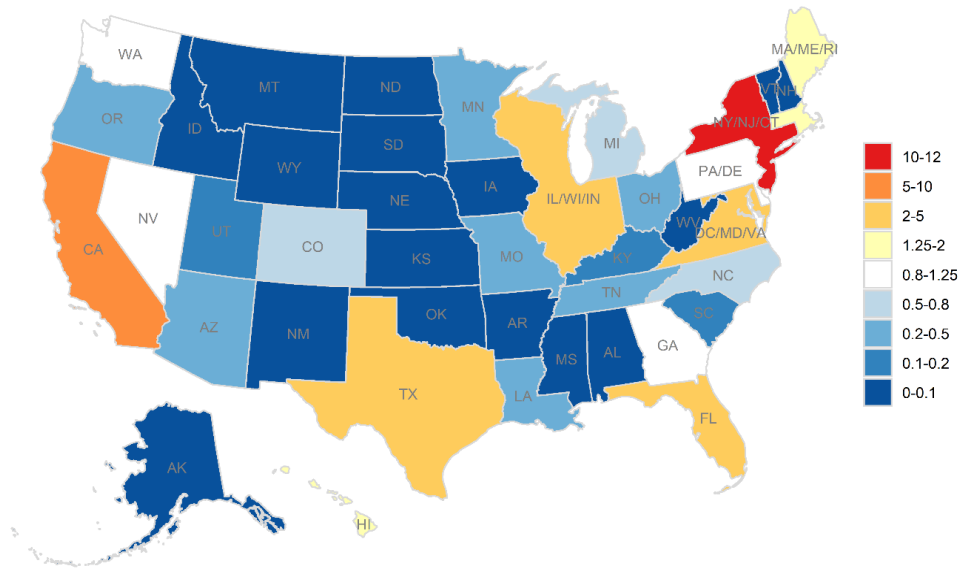 WA
MA/ME/RI
MT
ND
MN
VT
NH
OR
ID
SD
NY/NJ/CT
MI
WY
PA/DE
NE
IA
IL/WI/IN
OH
NV
UT
CO
WV
DC/MD/VA
CA
KS
MO
KY
NC
TN
AZ
NM
OK
AR
SC
MS
AL
GA
TX
LA
FL
AK
HI
10-12
5-10
2-5
1.25-2
0.8-1.25
0.5-0.8
0.2-0.5
0.1-0.2
0-0.1